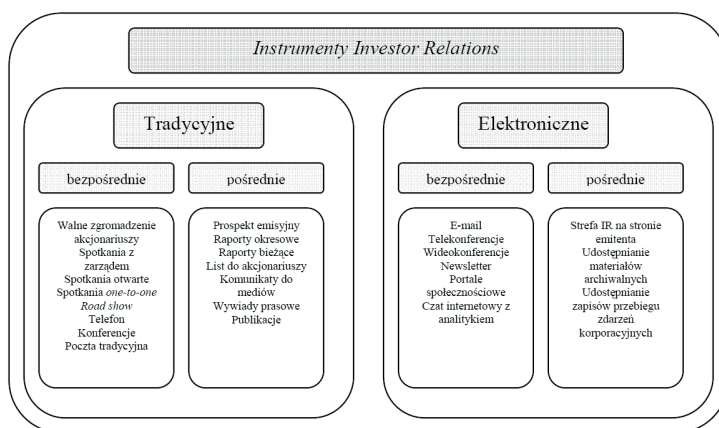 Instrumenty Investor Relations
Tradycyjne
bezpośrednie
Walne zgromadzenie
akcjonariuszy
Spotkania z
zarządem
Spotkania otwarte
Spotkania one-to-one
Road show
Telefon
Konferencje
Poczta tradycyjna
pośrednie
Prospekt emisyjny
Raporty okresowe
Raporty bieżące
List do akcjonariuszy
Komunikaty do
mediów
Wywiady prasowe
Publikacje
Elektroniczne
bezpośrednie
E-mail
Telekonferencje
Wideokonferencje
Newsletter
Portale
społecznościowe
Czat internetowy z
analitykiem
pośrednie
Strefa IR na stronie
emitenta
Udostępnianie
materiałów
archiwalnych
Udostępnianie
zapisów przebiegu
zdarzeń
korporacyjnych